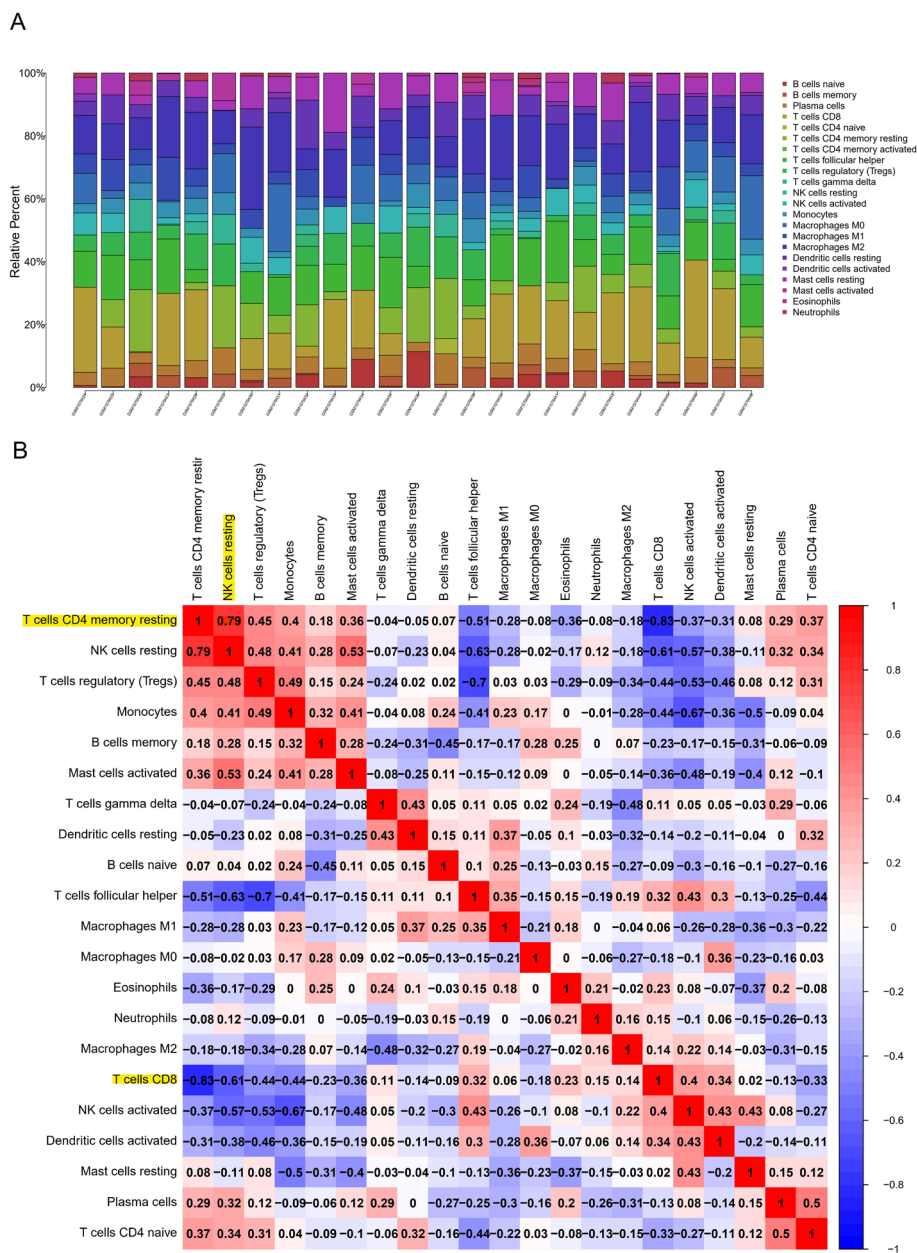 A
100%
80%
60%
40%
20%
0%
Relative Percent
B cells naive
B cells memory
Plasma cells
T cells CD8
T cells CD4 naive
T cells CD4 memory resting
T cells CD4 memory activated
T cells follicular helper
T cells regulatory (Tregs)
T cells gamma delta
NK cells resting
NK cells activated
Monocytes
Macrophages M0
Macrophages M1
Macrophages M2
Dendritic cells resting
Dendritic cells activated
Mast cells resting
Mast cells activated
Eosinophils
Neutrophils
B
T cells CD4 memory restin
NK cells resting
T cells regulatory (Tregs)
Monocytes
B cells memory
Mast cells activated
T cells gamma delta
Dendritic cells resting
B cells naive
T cells follicular helper
Macrophages M1
Macrophages M0
Eosinophils
Neutrophils
Macrophages M2
T cells CD8
NK cells activated
Dendritic cells activated
Mast cells resting
Plasma cells
T cells CD4 naive
T cells CD4 memory resting 1 0.79 0.45 0.4 0.18 0.36 −0.04 −0.05 0.07 −0.51 −0.28 −0.08 −0.36 −0.08 −0.18 −0.83 −0.37 −0.31 0.08 0.29 0.37
NK cells resting 0.79 1 0.48 0.41 0.28 0.53 −0.07 −0.23 0.04 −0.63 −0.28 −0.02 −0.17 0.12 −0.18 −0.61 −0.57 −0.38 −0.11 0.32 0.34
T cells regulatory (Tregs) 0.45 0.48 1 0.49 0.15 0.24 −0.24 0.02 0.02 −0.7 0.03 0.03 −0.29 −0.09 −0.34 −0.44 −0.53 −0.46 0.08 0.12 0.31
Monocytes 0.4 0.41 0.49 1 0.32 0.41 −0.04 0.08 0.24 −0.41 0.23 0.17 0 −0.01 −0.28 −0.44 −0.67 −0.36 −0.5 −0.09 0.04
B cells memory 0.18 0.28 0.15 0.32 1 0.28 −0.24 −0.31 −0.45 −0.17 −0.17 0.28 0.25 0 0.07 −0.23 −0.17 −0.15 −0.31 −0.06 −0.09
Mast cells activated 0.36 0.53 0.24 0.41 0.28 1 −0.08 −0.25 0.11 −0.15 −0.12 0.09 0 −0.05 −0.14 −0.36 −0.48 −0.19 −0.4 0.12 −0.1
T cells gamma delta −0.04 −0.07 −0.24 −0.04 −0.24 −0.08 1 0.43 0.05 0.11 0.05 0.02 0.24 −0.19 −0.48 0.11 0.05 0.05 −0.03 0.29 −0.06
Dendritic cells resting −0.05 −0.23 0.02 0.08 −0.31 −0.25 0.43 1 0.15 0.11 0.37 −0.05 0.1 −0.03 −0.32 −0.14 −0.2 −0.11 −0.04 0 0.32
B cells naive 0.07 0.04 0.02 0.24 −0.45 0.11 0.05 0.15 1 0.1 0.25 −0.13 −0.03 0.15 −0.27 −0.09 −0.3 −0.16 −0.1 −0.27 −0.16
T cells follicular helper −0.51 −0.63 −0.7 −0.41 −0.17 −0.15 0.11 0.11 0.1 1 0.35 −0.15 0.15 −0.19 0.19 0.32 0.43 0.3 −0.13 −0.25 −0.44
Macrophages M1 −0.28 −0.28 0.03 0.23 −0.17 −0.12 0.05 0.37 0.25 0.35 1 −0.21 0.18 0 −0.04 0.06 −0.26 −0.28 −0.36 −0.3 −0.22
Macrophages M0 −0.08 −0.02 0.03 0.17 0.28 0.09 0.02 −0.05 −0.13 −0.15 −0.21 1 0 −0.06 −0.27 −0.18 −0.1 0.36 −0.23 −0.16 0.03
Eosinophils −0.36 −0.17 −0.29 0 0.25 0 0.24 0.1 −0.03 0.15 0.18 0 1 0.21 −0.02 0.23 0.08 −0.07 −0.37 0.2 −0.08
Neutrophils −0.08 0.12 −0.09 −0.01 0 −0.05 −0.19 −0.03 0.15 −0.19 0 −0.06 0.21 1 0.16 0.15 −0.1 0.06 −0.15 −0.26 −0.13
Macrophages M2 −0.18 −0.18 −0.34 −0.28 0.07 −0.14 −0.48 −0.32 −0.27 0.19 −0.04 −0.27 −0.02 0.16 1 0.14 0.22 0.14 −0.03 −0.31 −0.15
T cells CD8 −0.83 −0.61 −0.44 −0.44 −0.23 −0.36 0.11 −0.14 −0.09 0.32 0.06 −0.18 0.23 0.15 0.14 1 0.4 0.34 0.02 −0.13 −0.33
NK cells activated −0.37 −0.57 −0.53 −0.67 −0.17 −0.48 0.05 −0.2 −0.3 0.43 −0.26 −0.1 0.08 −0.1 0.22 0.4 1 0.43 0.43 0.08 −0.27
Dendritic cells activated −0.31 −0.38 −0.46 −0.36 −0.15 −0.19 0.05 −0.11 −0.16 0.3 −0.28 0.36 −0.07 0.06 0.14 0.34 0.43 1 −0.2 −0.14 −0.11
Mast cells resting 0.08 −0.11 0.08 −0.5 −0.31 −0.4 −0.03 −0.04 −0.1 −0.13 −0.36 −0.23 −0.37 −0.15 −0.03 0.02 0.43 −0.2 1 0.15 0.12
Plasma cells 0.29 0.32 0.12 −0.09 −0.06 0.12 0.29 0 −0.27 −0.25 −0.3 −0.16 0.2 −0.26 −0.31 −0.13 0.08 −0.14 0.15 1 0.5
T cells CD4 naive 0.37 0.34 0.31 0.04 −0.09 −0.1 −0.06 0.32 −0.16 −0.44 −0.22 0.03 −0.08 −0.13 −0.15 −0.33 −0.27 −0.11 0.12 0.5 1
1
0.8
0.6
0.4
0.2
0
−0.2
−0.4
−0.6
−0.8
−1